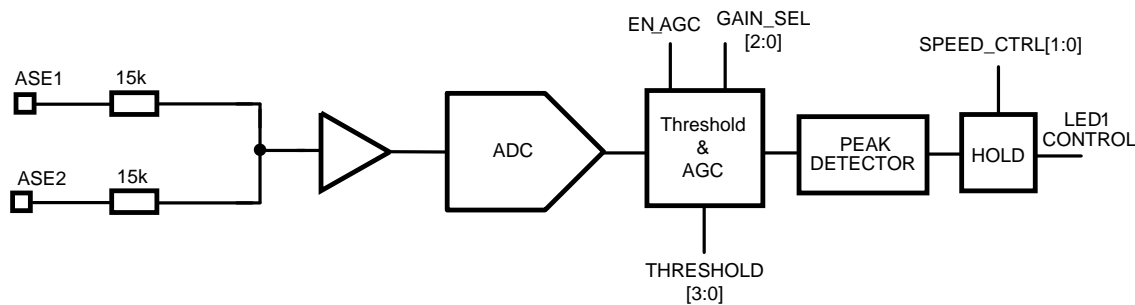 EN_AGC
GAIN_SEL
[2:0]
SPEED_CTRL[1:0]
ASE1
15k
ASE2
15k
ADC
Threshold
&
AGC
PEAK
DETECTOR
HOLD
LED1
CONTROL
THRESHOLD
[3:0]